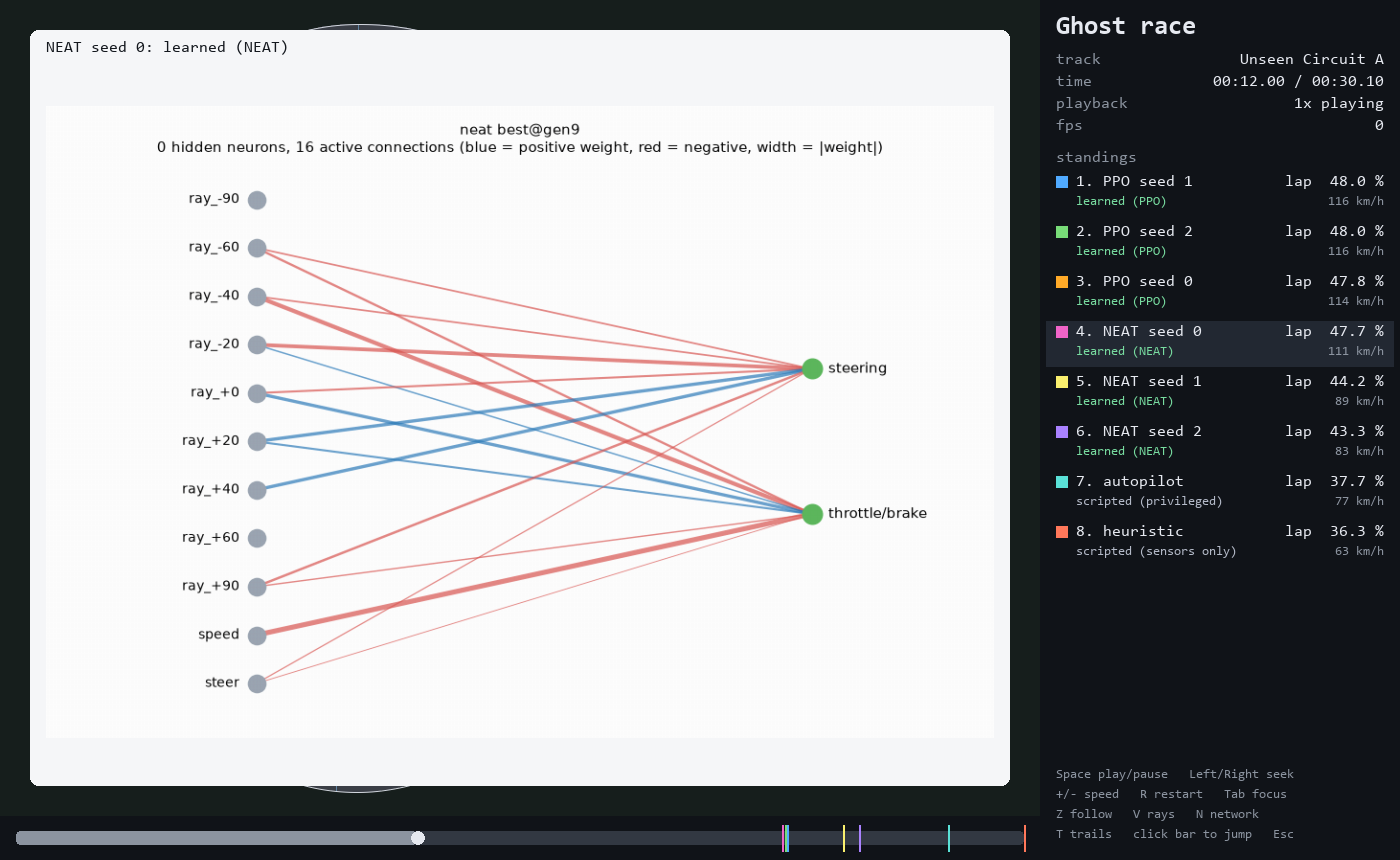 NEAT seed 0: learned (NEAT)
neat best@gen9
0 hidden neurons, 16 active connections (blue = positive weight, red = negative, width = |weight|)
ray_-90
ray_-60
ray_-40
ray_-20
ray_+0
ray_+20
ray_+40
ray_+60
ray_+90
speed
steer
steering
throttle/brake
Ghost race
track Unseen Circuit A
time 00:12.00 / 00:30.10
playback 1x playing
fps 0
standings
1. PPO seed 1 lap 48.0 %
learned (PPO) 116 km/h
2. PPO seed 2 lap 48.0 %
learned (PPO) 116 km/h
3. PPO seed 0 lap 47.8 %
learned (PPO) 114 km/h
4. NEAT seed 0 lap 47.7 %
learned (NEAT) 111 km/h
5. NEAT seed 1 lap 44.2 %
learned (NEAT) 89 km/h
6. NEAT seed 2 lap 43.3 %
learned (NEAT) 83 km/h
7. autopilot lap 37.7 %
scripted (privileged) 77 km/h
8. heuristic lap 36.3 %
scripted (sensors only) 63 km/h
Space play/pause Left/Right seek
+/- speed R restart Tab focus
Z follow V rays N network
T trails click bar to jump Esc